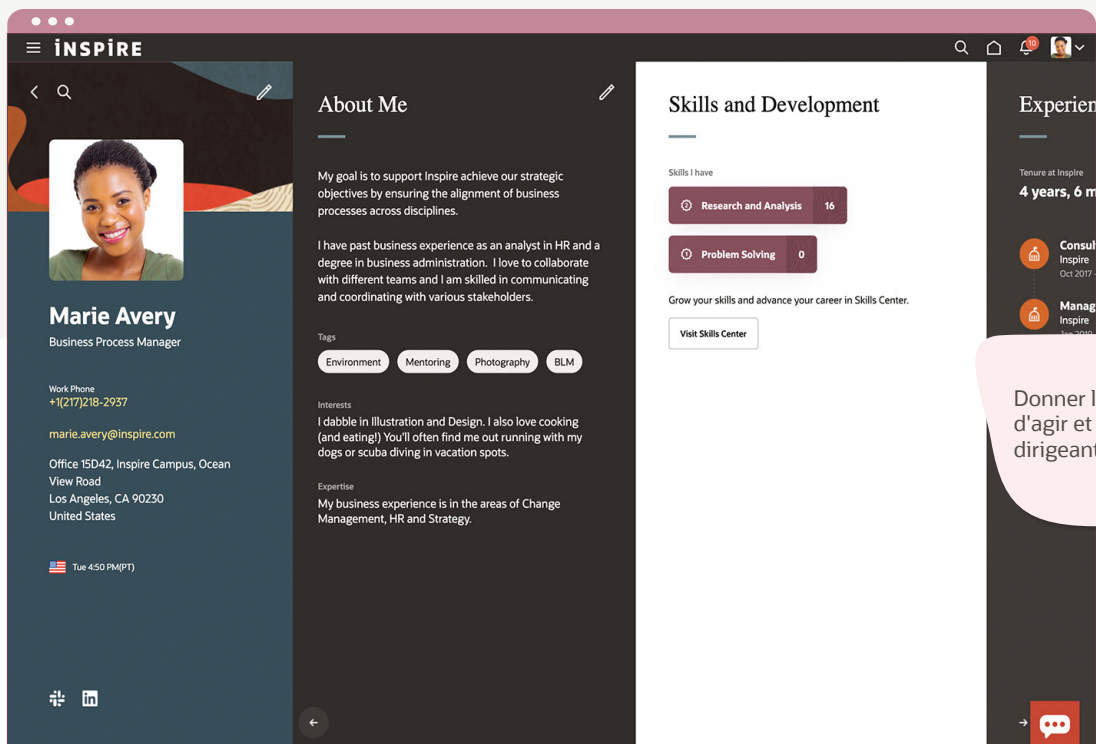 iNSPiRE
10
Marie Avery
Business Process Manager
Work Phone
+1(217)218-2937
marie.avery@inspire.com
Office 15D42, Inspire Campus, Ocean
View Road
Los Angeles, CA 90230
United States
Tue 4:50 PM(PT)
in
About Me
My goal is to support Inspire achieve our strategic
objectives by ensuring the alignment of business
processes across disciplines.
I have past business experience as an analyst in HR and a
degree in business administration. I love to collaborate
with different teams and I am skilled in communicating
and coordinating with various stakeholders.
Tags
Environment Mentoring Photography BLM
Interests
I dabble in Illustration and Design. I also love cooking
(and eating!) You'll often find me out running with my
dogs or scuba diving in vacation spots.
Expertise
My business experience is in the areas of Change
Management, HR and Strategy.
Skills and Development
Skills I have
Research and Analysis 16
Problem Solving 0
Grow your skills and advance your career in Skills Center.
Visit Skills Center
Experien
Tenure at Inspire
4 years, 6 m
Consul
Inspire
Oct 2017 -
Manag
Inspire
Donner l
d'agir et
dirigeant